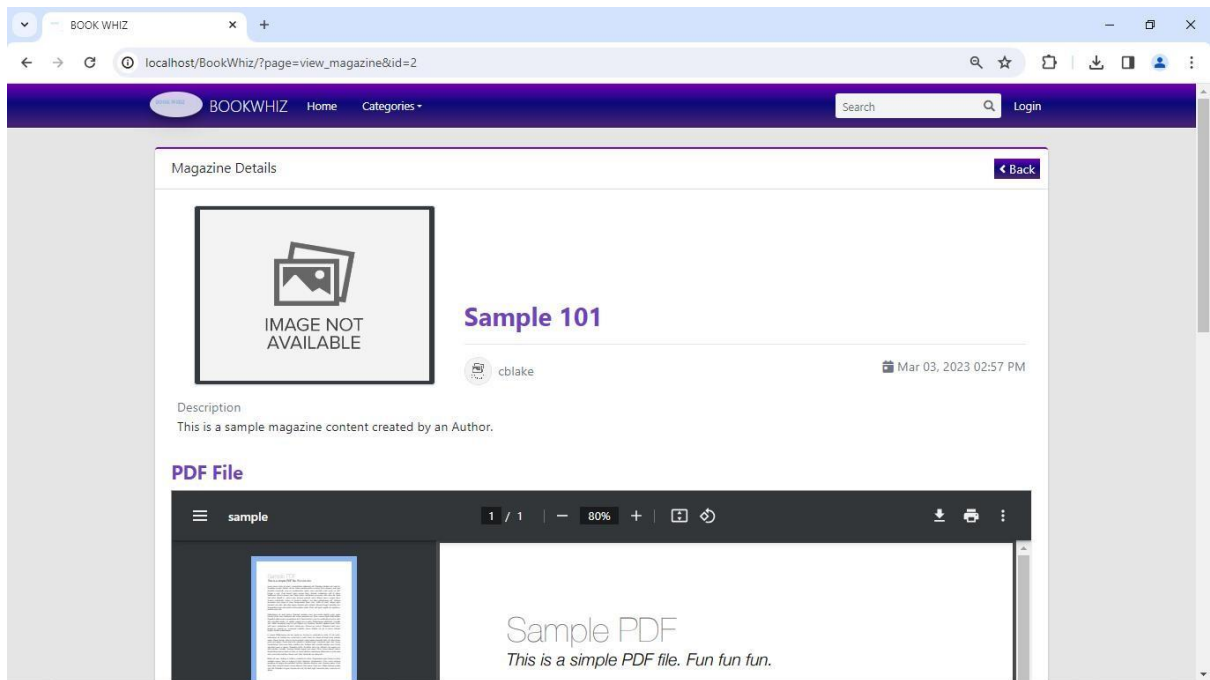 BOOK WHIZ
localhost/BookWhiz/?page=view_magazine&id=2
BOOKWHIZ Home Categories Search Login
Magazine Details Back
IMAGE NOT
AVAILABLE
Sample 101
cblake Mar 03, 2023 02:57 PM
Description
This is a sample magazine content created by an Author.
PDF File
sample 1 / 1 80%
Sample PDF
This is a simple PDF file. Fun fun fun.